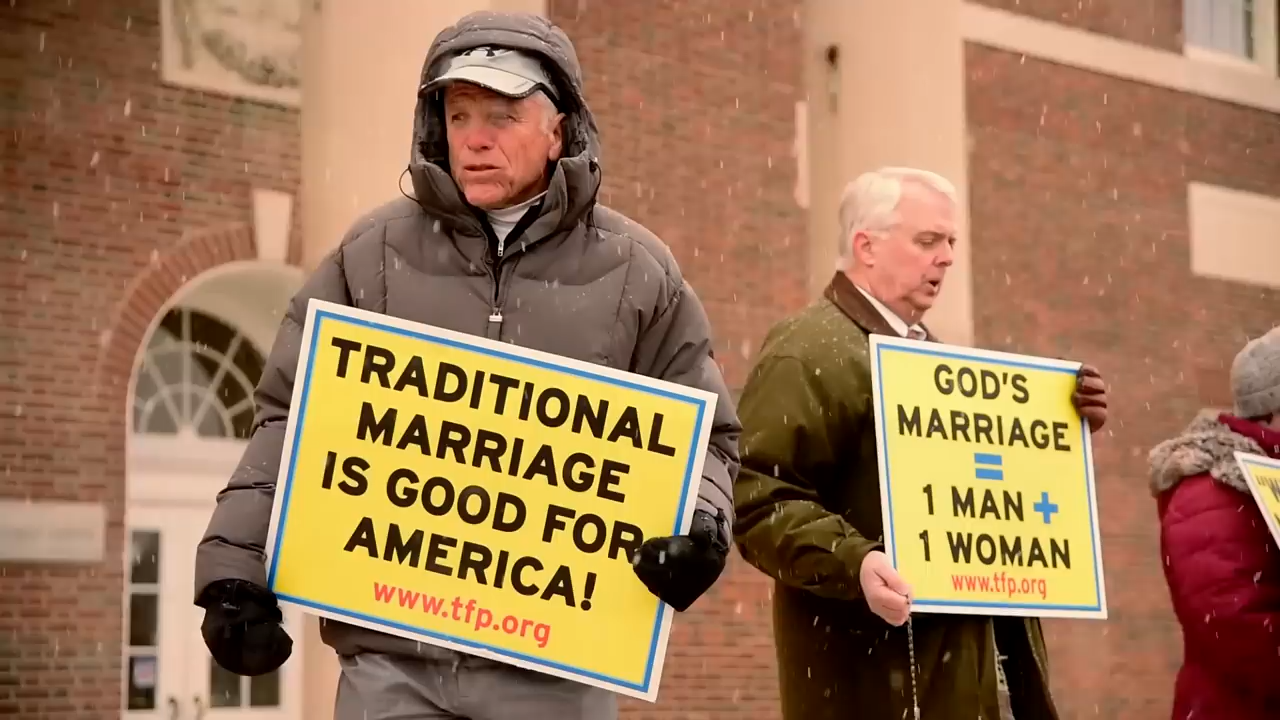 TRADITIONAL
MARRIAGE
IS GOOD FOR
AMERICA!
www.tfp.org
GOD'S
MARRIAGE
=
1 MAN +
1 WOMAN
www.tfp.org